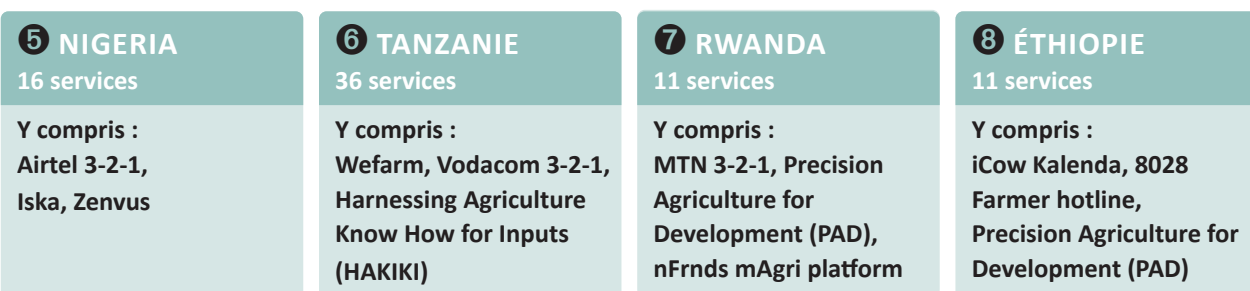 ❺ NIGERIA
16 services
Y compris :
Airtel 3-2-1,
Iska, Zenvus
❻ TANZANIE
36 services
Y compris :
Wefarm, Vodacom 3-2-1,
Harnessing Agriculture
Know How for Inputs
(HAKIKI)
❼ RWANDA
11 services
Y compris :
MTN 3-2-1, Precision
Agriculture for
Development (PAD),
nFrnds mAgri platform
❽ ÉTHIOPIE
11 services
Y compris :
iCow Kalenda, 8028
Farmer hotline,
Precision Agriculture for
Development (PAD)